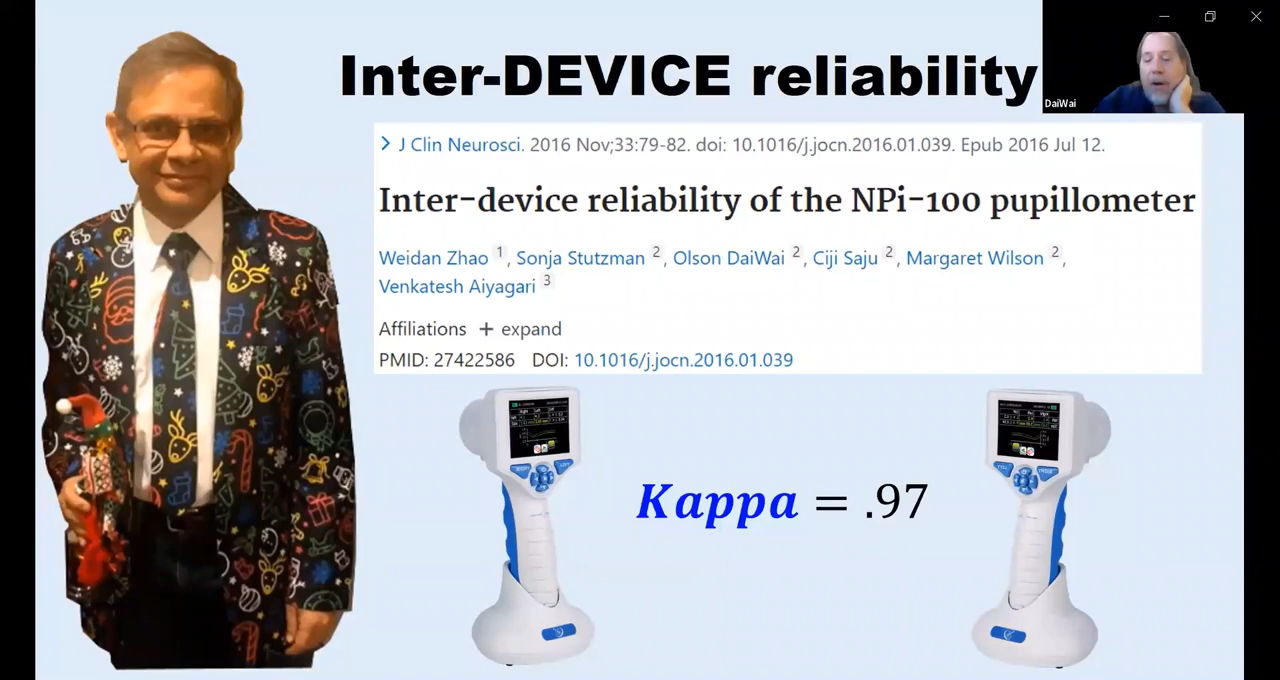 Inter-DEVICE reliability
DaiWai
J Clin Neurosci. 2016 Nov;33:79-82. doi: 10.1016/j.jocn.2016.01.039. Epub 2016 Jul 12.
Inter-device reliability of the NPi-100 pupillometer
Weidan Zhao 1, Sonja Stutzman 2, Olson DaiWai 2, Ciji Saju 2, Margaret Wilson 2,
Venkatesh Aiyagari 3
Affiliations + expand
PMID: 27422586 DOI: 10.1016/j.jocn.2016.01.039
Kappa = .97